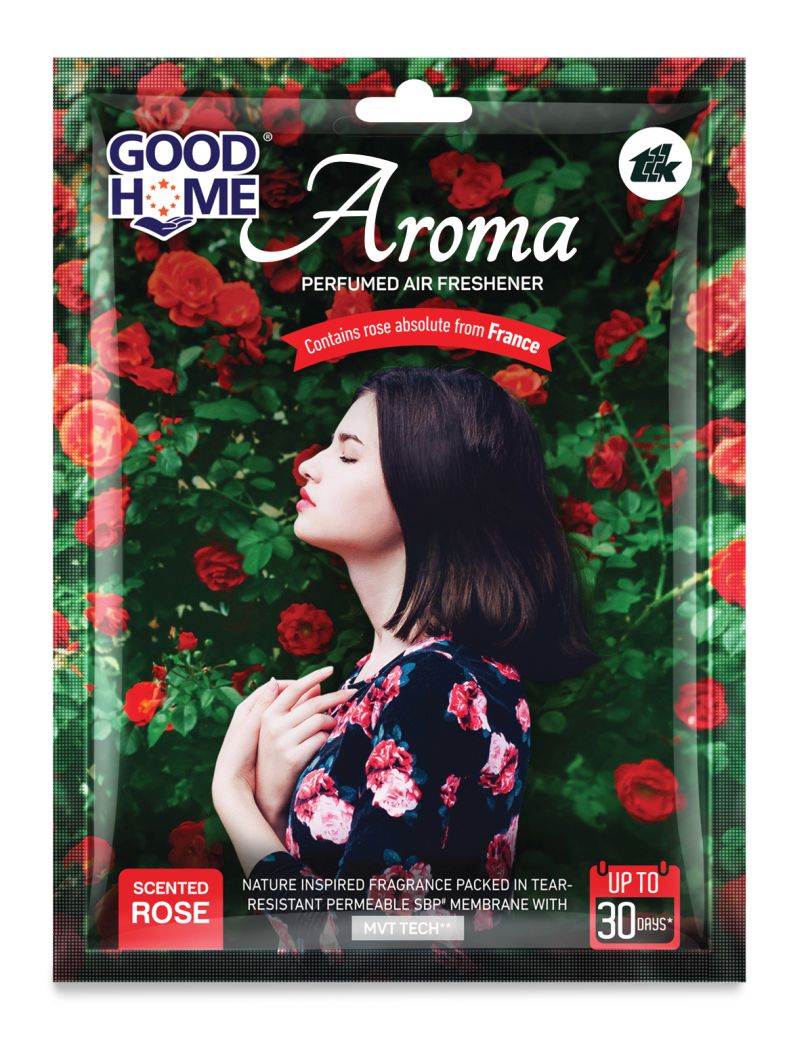 GOOD
HOME
®
ttk
Aroma
PERFUMED AIR FRESHENER
Contains rose absolute from France
SCENTED
ROSE
NATURE INSPIRED FRAGRANCE PACKED IN TEAR-
RESISTANT PERMEABLE SBP# MEMBRANE WITH
MVT TECH**
UP TO
30 DAYS*